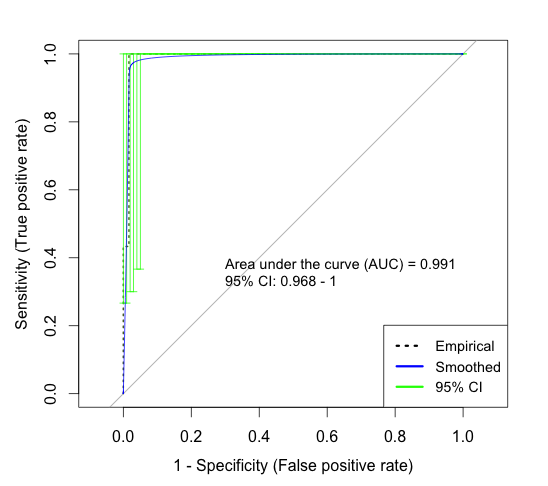 1.0
0.8
0.6
0.4
0.2
0.0
Sensitivity (True positive rate)
Area under the curve (AUC) = 0.991
95% CI: 0.968 - 1
Empirical
Smoothed
95% CI
0.0 0.2 0.4 0.6 0.8 1.0
1 - Specificity (False positive rate)